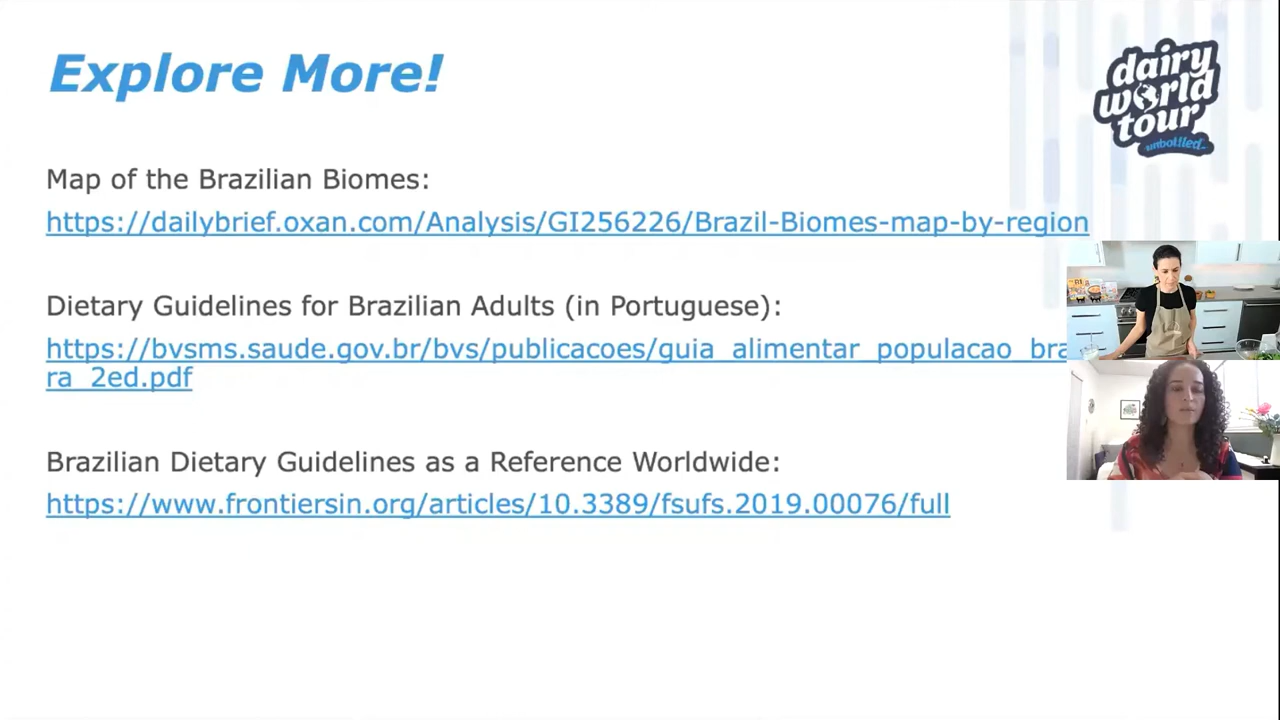 Explore More!
dairy
world
tour
unbottled
Map of the Brazilian Biomes:
https://dailybrief.oxan.com/Analysis/GI256226/Brazil-Biomes-map-by-region
Dietary Guidelines for Brazilian Adults (in Portuguese):
https://bvsms.saude.gov.br/bvs/publicacoes/guia_alimentar_populacao_bra
ra_2ed.pdf
Brazilian Dietary Guidelines as a Reference Worldwide:
https://www.frontiersin.org/articles/10.3389/fsufs.2019.00076/full